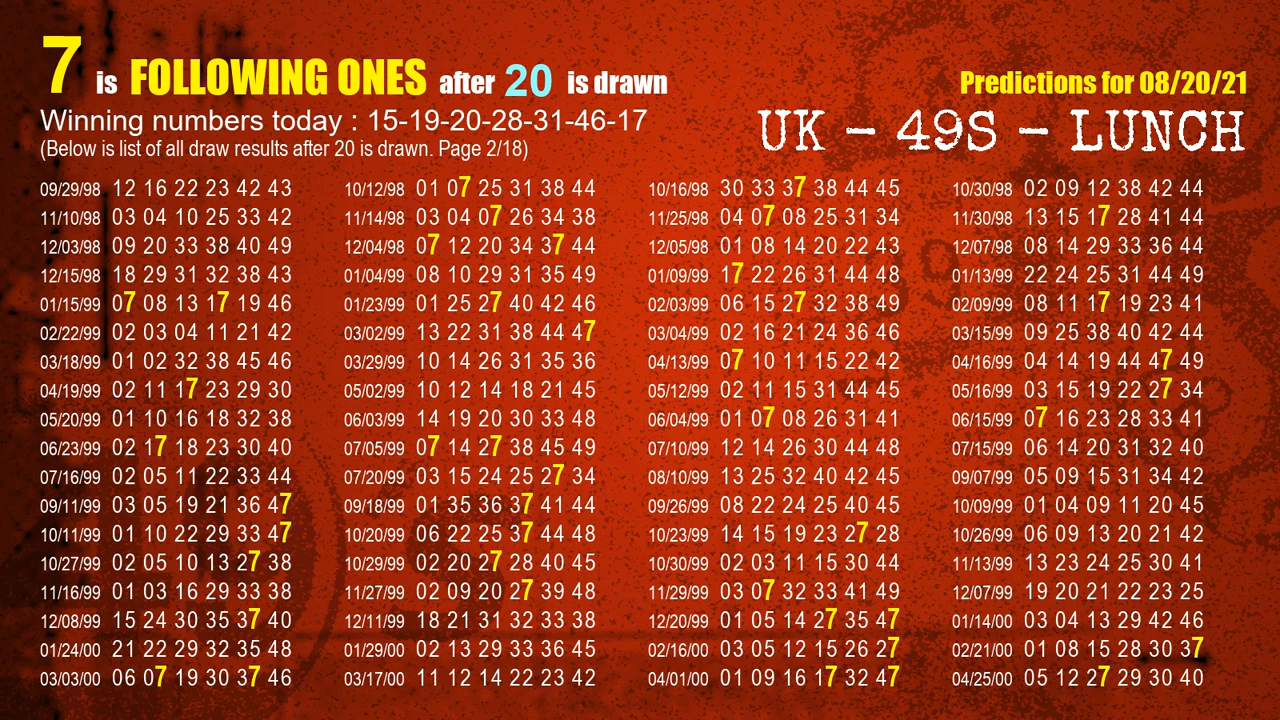 7 is FOLLOWING ONES after 20 is drawn
Predictions for 08/20/21
Winning numbers today : 15-19-20-28-31-46-17
UK - 49S - LUNCH
(Below is list of all draw results after 20 is drawn. Page 2/18)
09/29/98 12 16 22 23 42 43 10/12/98 01 07 25 31 38 44 10/16/98 30 33 37 38 44 45 10/30/98 02 09 12 38 42 44
11/10/98 03 04 10 25 33 42 11/14/98 03 04 07 26 34 38 11/25/98 04 07 08 25 31 34 11/30/98 13 15 17 28 41 44
12/03/98 09 20 33 38 40 49 12/04/98 07 12 20 34 37 44 12/05/98 01 08 14 20 22 43 12/07/98 08 14 29 33 36 44
12/15/98 18 29 31 32 38 43 01/04/99 08 10 29 31 35 49 01/09/99 17 22 26 31 44 48 01/13/99 22 24 25 31 44 49
01/15/99 07 08 13 17 19 46 01/23/99 01 25 27 40 42 46 02/03/99 06 15 27 32 38 49 02/09/99 08 11 17 19 23 41
02/22/99 02 03 04 11 21 42 03/02/99 13 22 31 38 44 47 03/04/99 02 16 21 24 36 46 03/15/99 09 25 38 40 42 44
03/18/99 01 02 32 38 45 46 03/29/99 10 14 26 31 35 36 04/13/99 07 10 11 15 22 42 04/16/99 04 14 19 44 47 49
04/19/99 02 11 17 23 29 30 05/02/99 10 12 14 18 21 45 05/12/99 02 11 15 31 44 45 05/16/99 03 15 19 22 27 34
05/20/99 01 10 16 18 32 38 06/03/99 14 19 20 30 33 48 06/04/99 01 07 08 26 31 41 06/15/99 07 16 23 28 33 41
06/23/99 02 17 18 23 30 40 07/05/99 07 14 27 38 45 49 07/10/99 12 14 26 30 44 48 07/15/99 06 14 20 31 32 40
07/16/99 02 05 11 22 33 44 07/20/99 03 15 24 25 27 34 08/10/99 13 25 32 40 42 45 09/07/99 05 09 15 31 34 42
09/11/99 03 05 19 21 36 47 09/18/99 01 35 36 37 41 44 09/26/99 08 22 24 25 40 45 10/09/99 01 04 09 11 20 45
10/11/99 01 10 22 29 33 47 10/20/99 06 22 25 37 44 48 10/23/99 14 15 19 23 27 28 10/26/99 06 09 13 20 21 42
10/27/99 02 05 10 13 27 38 10/29/99 02 20 27 28 40 45 10/30/99 02 03 11 15 30 44 11/13/99 13 23 24 25 30 41
11/16/99 01 03 16 29 33 38 11/27/99 02 09 20 27 39 48 11/29/99 03 07 32 33 41 49 12/07/99 19 20 21 22 23 25
12/08/99 15 24 30 35 37 40 12/11/99 18 21 31 32 33 38 12/20/99 01 05 14 27 35 47 01/14/00 03 04 13 29 42 46
01/24/00 21 22 29 32 35 48 01/29/00 02 13 29 33 36 45 02/16/00 03 05 12 15 26 27 02/21/00 01 08 15 28 30 37
03/03/00 06 07 19 30 37 46 03/17/00 11 12 14 22 23 42 04/01/00 01 09 16 17 32 47 04/25/00 05 12 27 29 30 40